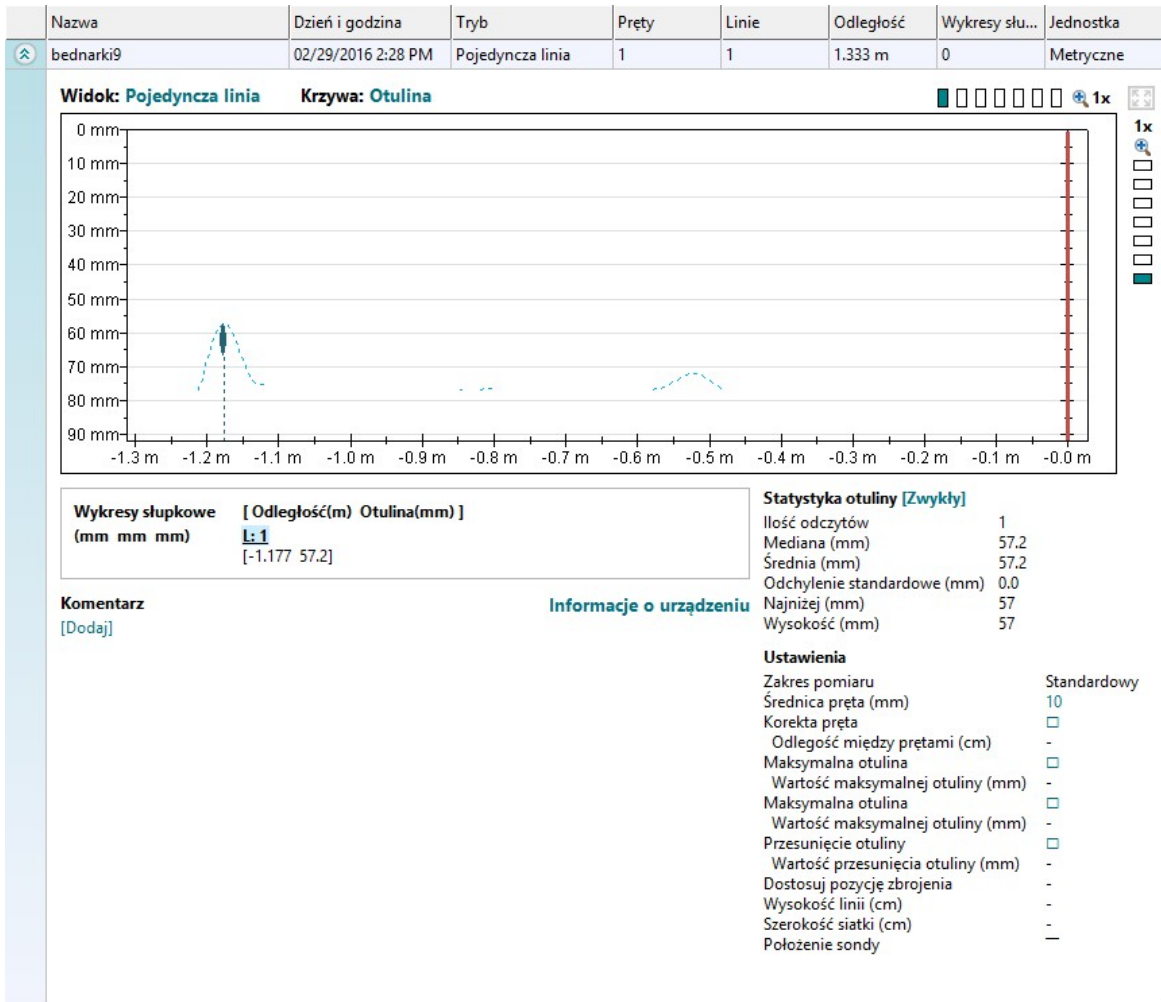 Nazwa Dzień i godzina Tryb Pręty Linie Odległość Wykresy słu... Jednostka
bednarki9 02/29/2016 2:28 PM Pojedyncza linia 1 1 1.333 m 0 Metryczne
Widok: Pojedyncza linia Krzywa: Otulina 1x
1x
0 mm
10 mm
20 mm
30 mm
40 mm
50 mm
60 mm
70 mm
80 mm
90 mm
-1.3 m -1.2 m -1.1 m -1.0 m -0.9 m -0.8 m -0.7 m -0.6 m -0.5 m -0.4 m -0.3 m -0.2 m -0.1 m -0.0 m
Wykresy słupkowe [ Odległość(m) Otulina(mm) ]
(mm mm mm) L: 1
[-1.177 57.2]
Komentarz Informacje o urządzeniu
[Dodaj]
Statystyka otuliny [Zwykły]
Ilość odczytów 1
Mediana (mm) 57.2
Średnia (mm) 57.2
Odchylenie standardowe (mm) 0.0
Najniżej (mm) 57
Wysokość (mm) 57
Ustawienia
Zakres pomiaru Standardowy
Średnica pręta (mm) 10
Korekta pręta
Odlegość między prętami (cm) -
Maksymalna otulina
Wartość maksymalnej otuliny (mm) -
Maksymalna otulina
Wartość maksymalnej otuliny (mm) -
Przesunięcie otuliny
Wartość przesunięcia otuliny (mm) -
Dostosuj pozycję zbrojenia -
Wysokość linii (cm) -
Szerokość siatki (cm) -
Położenie sondy —